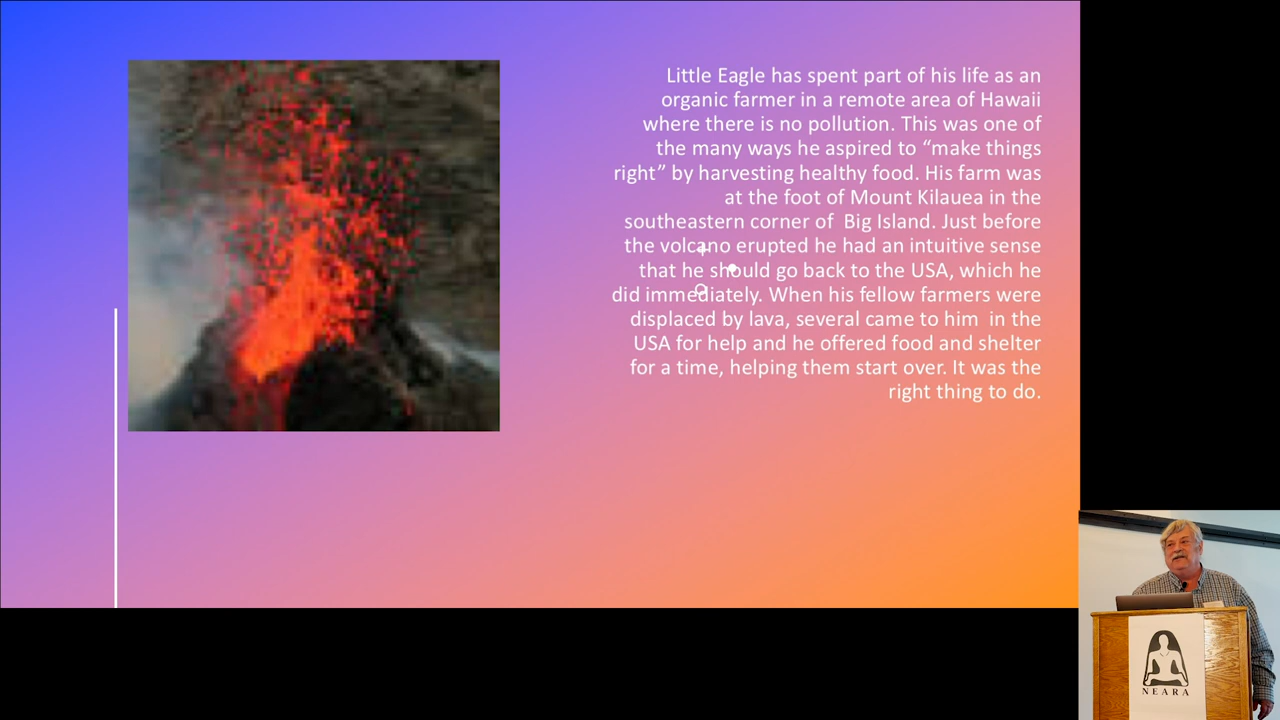 Little Eagle has spent part of his life as an
organic farmer in a remote area of Hawaii
where there is no pollution. This was one of
the many ways he aspired to “make things
right” by harvesting healthy food. His farm was
at the foot of Mount Kilauea in the
southeastern corner of  Big Island. Just before
the volcano erupted he had an intuitive sense
that he should go back to the USA, which he
did immediately. When his fellow farmers were
displaced by lava, several came to him  in the
USA for help and he offered food and shelter
for a time, helping them start over. It was the
right thing to do.
NEARA